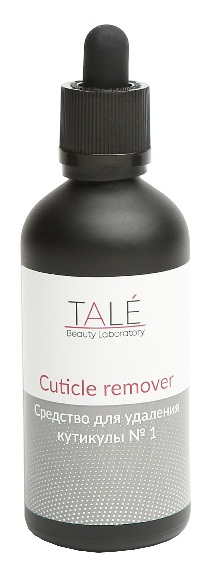 TALÉ
Beauty Laboratory
Cuticle remover
Средство для удаления
кутикулы № 1